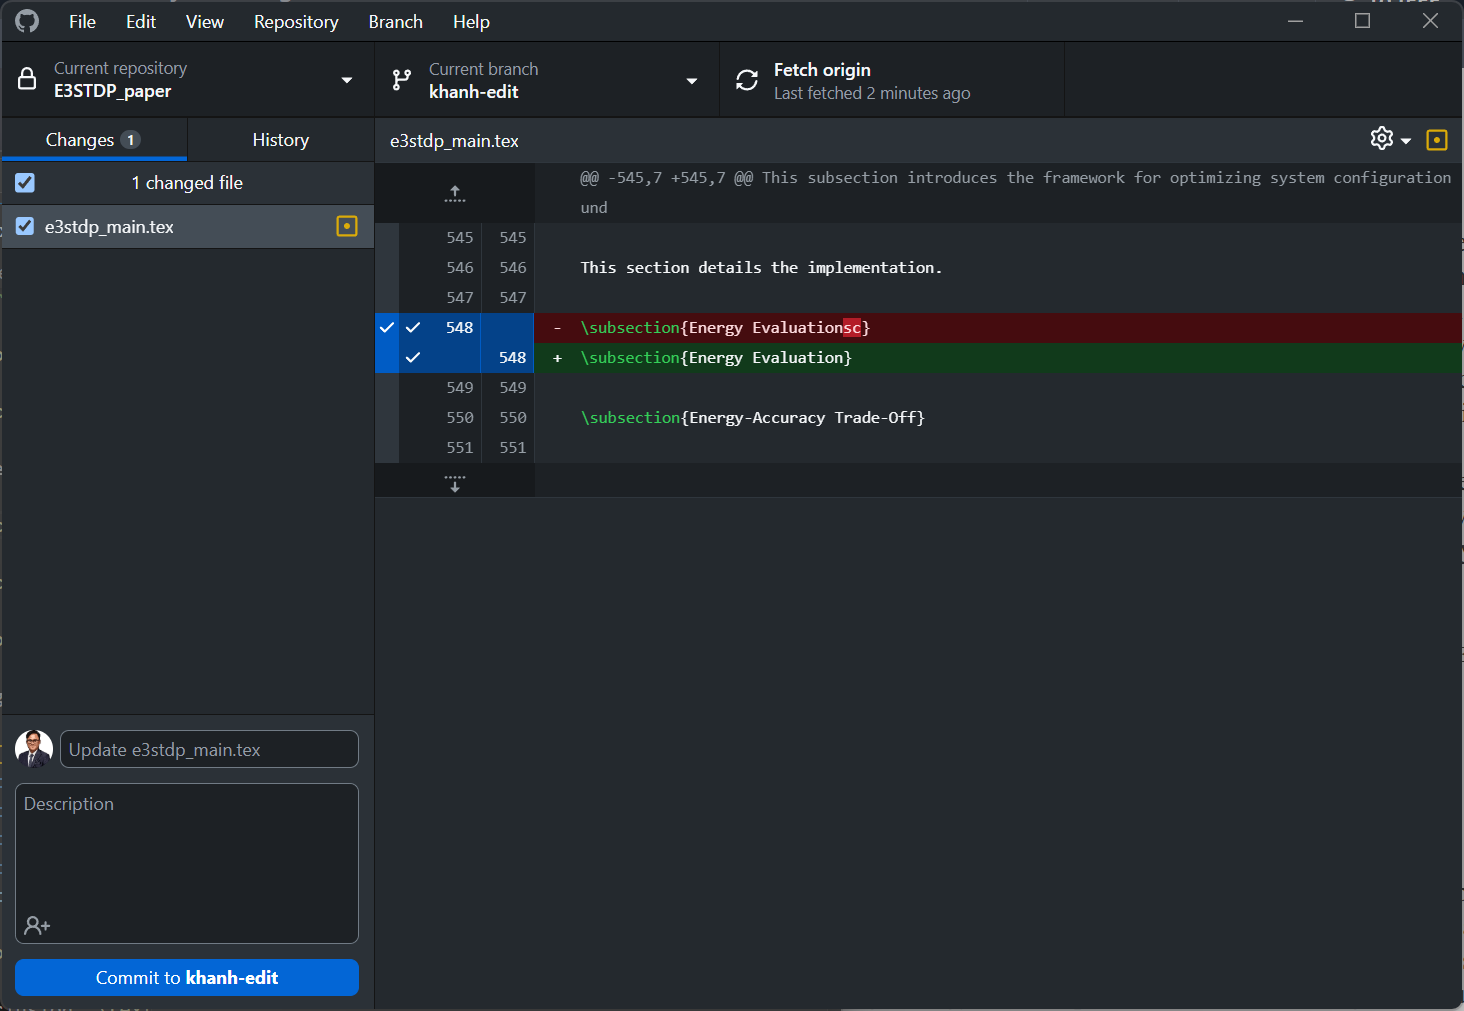 File Edit View Repository Branch Help
Current repository
E3STDP_paper
Current branch
khanh-edit
Fetch origin
Last fetched 2 minutes ago
Changes 1
History
1 changed file
e3stdp_main.tex
e3stdp_main.tex
@@ -545,7 +545,7 @@ This subsection introduces the framework for optimizing system configuration
und
545 545
546 546 This section details the implementation.
547 547
548 - \subsection{Energy Evaluationsc}
548 + \subsection{Energy Evaluation}
549 549
550 550 \subsection{Energy-Accuracy Trade-Off}
551 551
Update e3stdp_main.tex
Description
Commit to khanh-edit